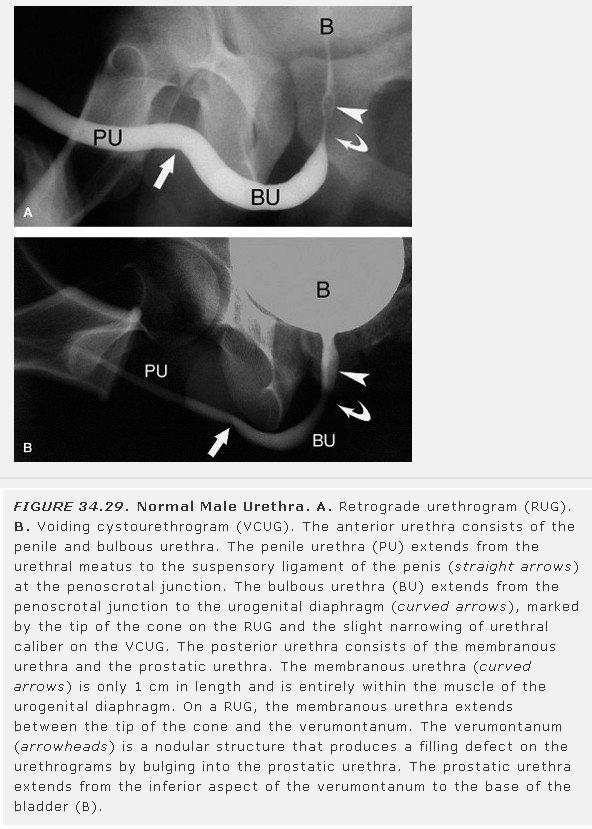 B
PU
BU
A
B
PU
BU
B
FIGURE 34.29. Normal Male Urethra. A. Retrograde urethrogram (RUG).
B. Voiding cystourethrogram (VCUG). The anterior urethra consists of the
penile and bulbous urethra. The penile urethra (PU) extends from the
urethral meatus to the suspensory ligament of the penis (straight arrows)
at the penoscrotal junction. The bulbous urethra (BU) extends from the
penoscrotal junction to the urogenital diaphragm (curved arrows), marked
by the tip of the cone on the RUG and the slight narrowing of urethral
caliber on the VCUG. The posterior urethra consists of the membranous
urethra and the prostatic urethra. The membranous urethra (curved
arrows) is only 1 cm in length and is entirely within the muscle of the
urogenital diaphragm. On a RUG, the membranous urethra extends
between the tip of the cone and the verumontanum. The verumontanum
(arrowheads) is a nodular structure that produces a filling defect on the
urethrograms by bulging into the prostatic urethra. The prostatic urethra
extends from the inferior aspect of the verumontanum to the base of the
bladder (B).